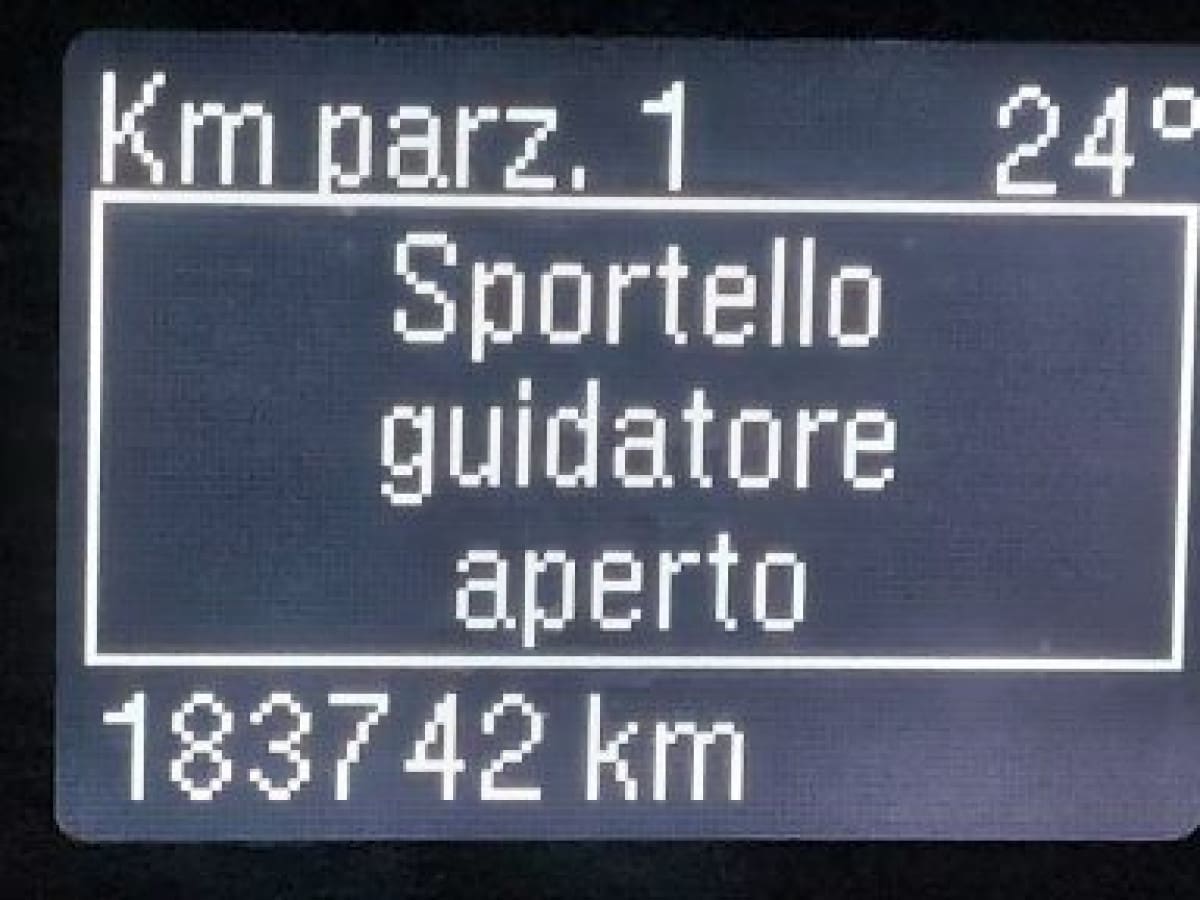 Km parz. 1 24°
Sportello
guidatore
aperto
183742 km